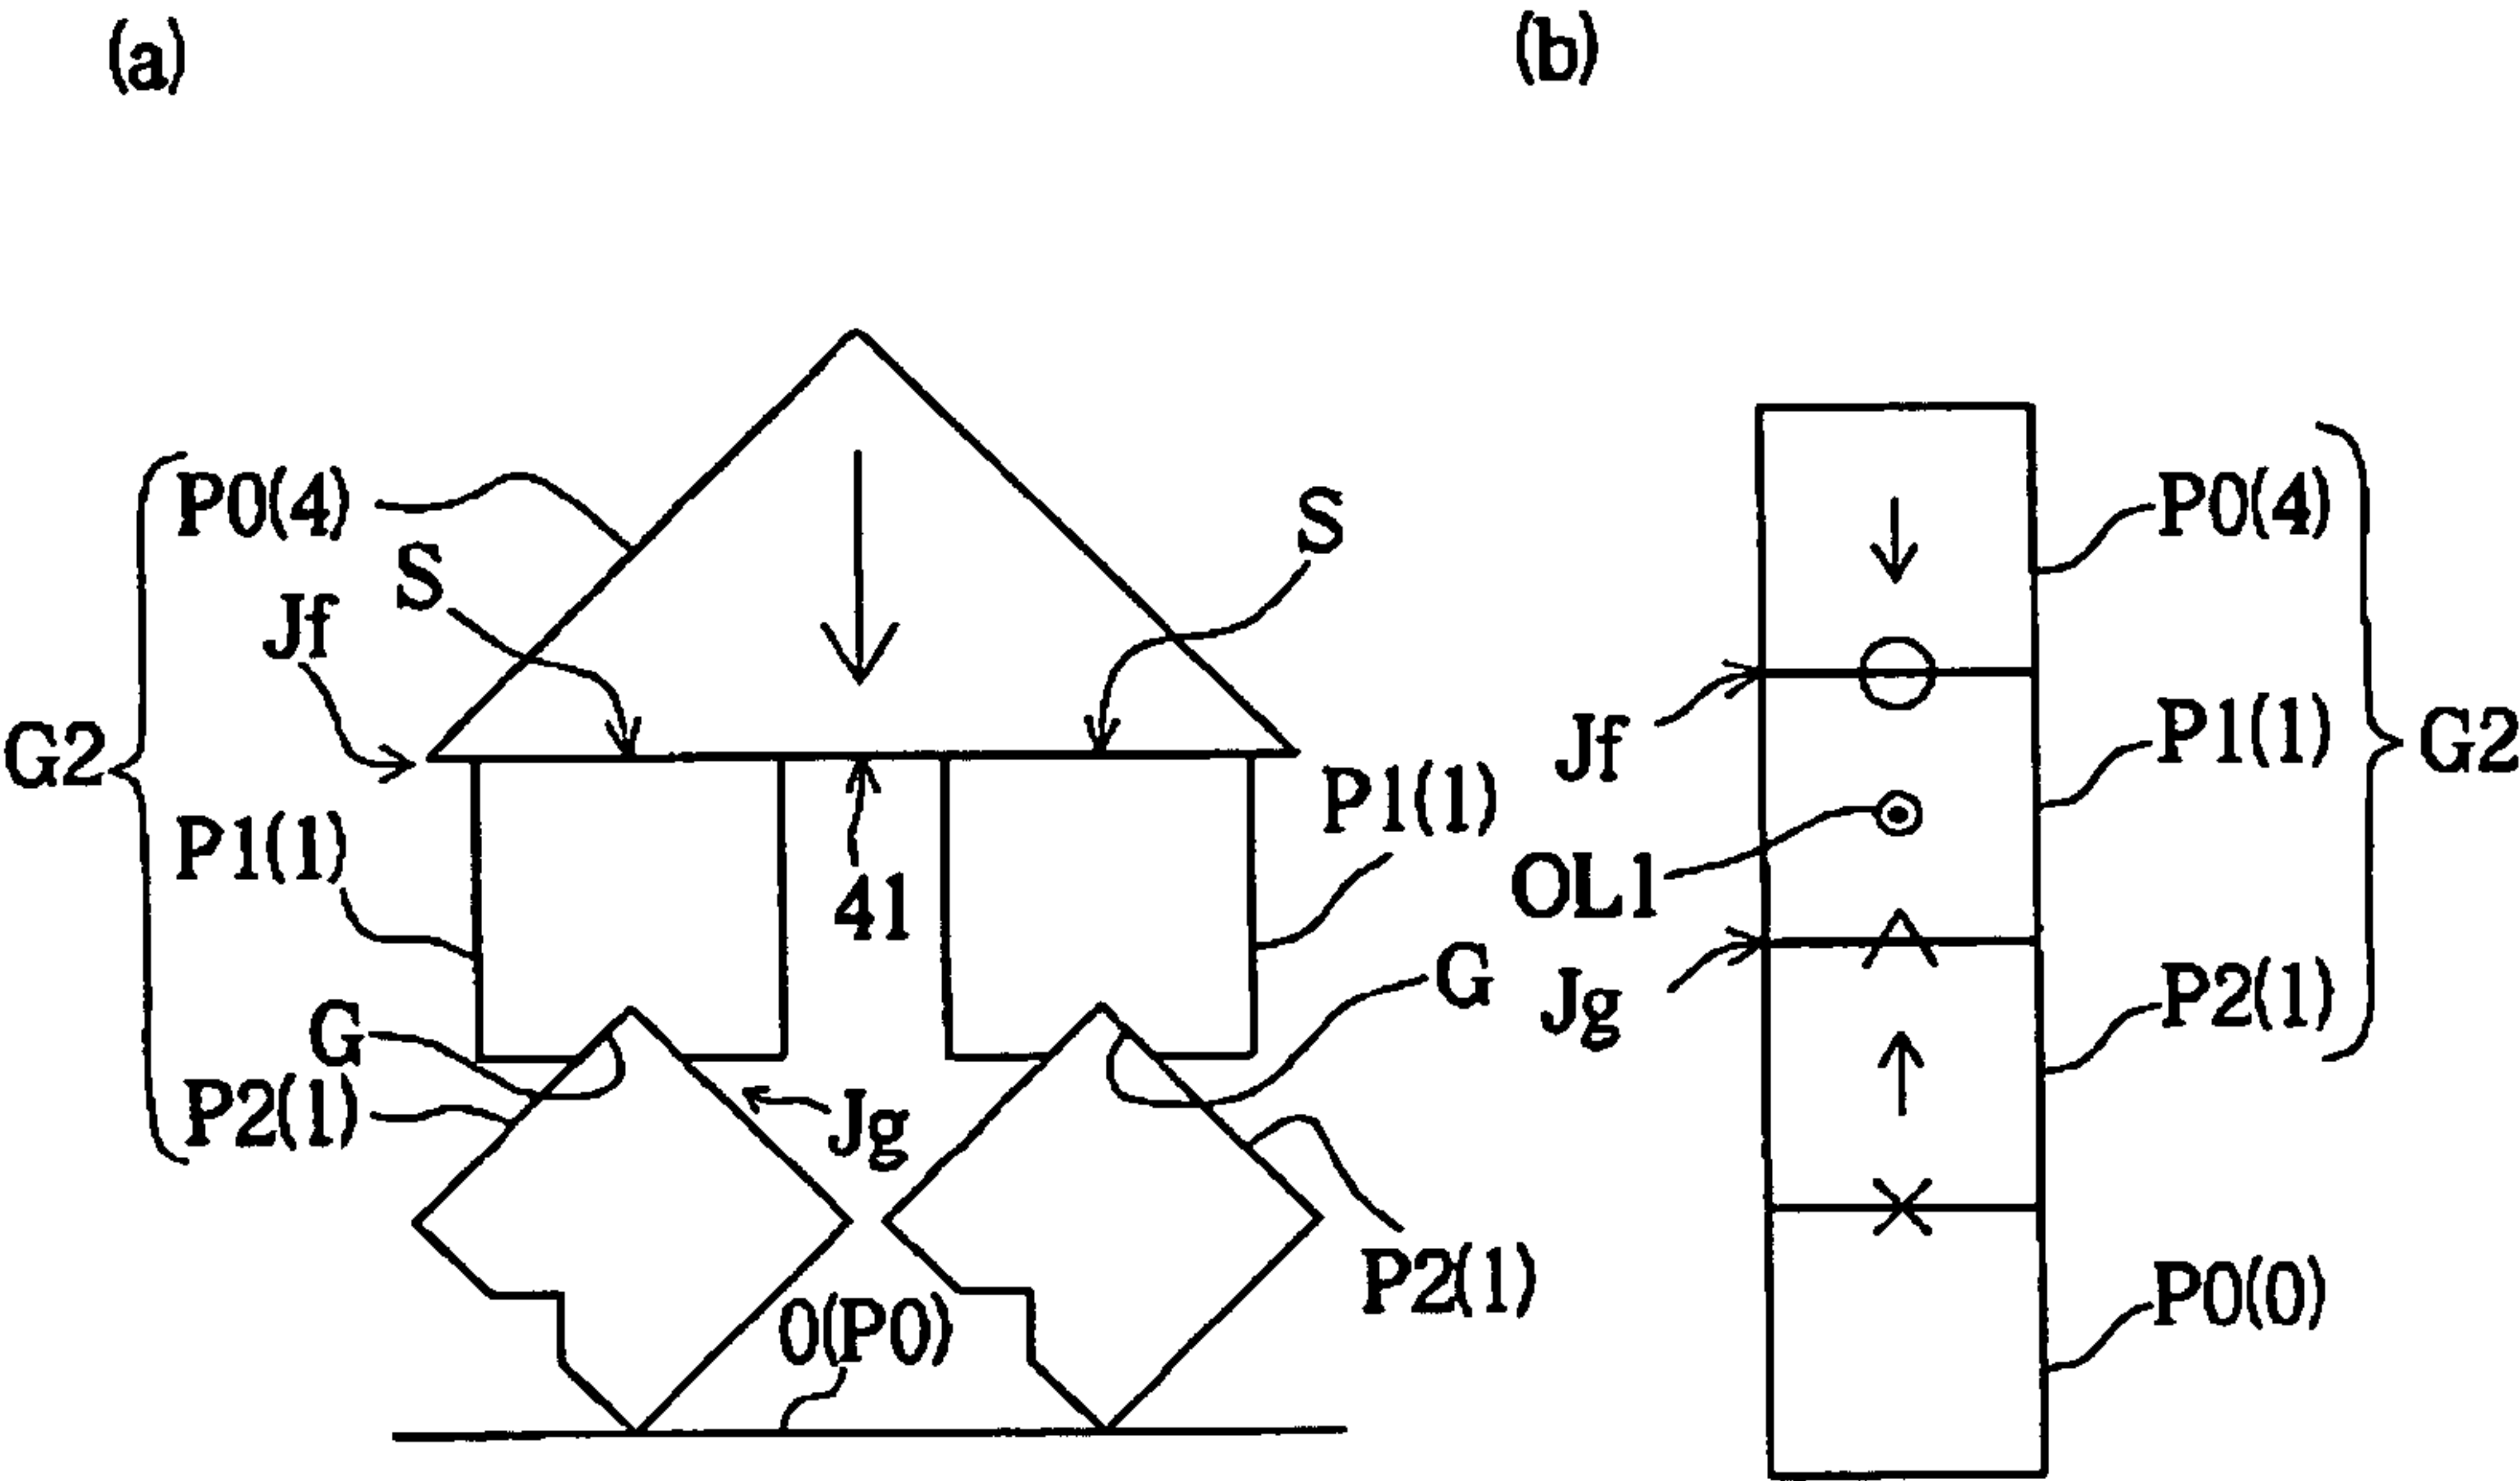 (a)
P0(4)
S
S
Jf
G2
P1(1)
41
P1(1)
G
G
P2(1)
Jg
P2(1)
0(P0)
(b)
P0(4)
Jf
P1(1)
G2
OL1
Jg
P2(1)
P0(0)